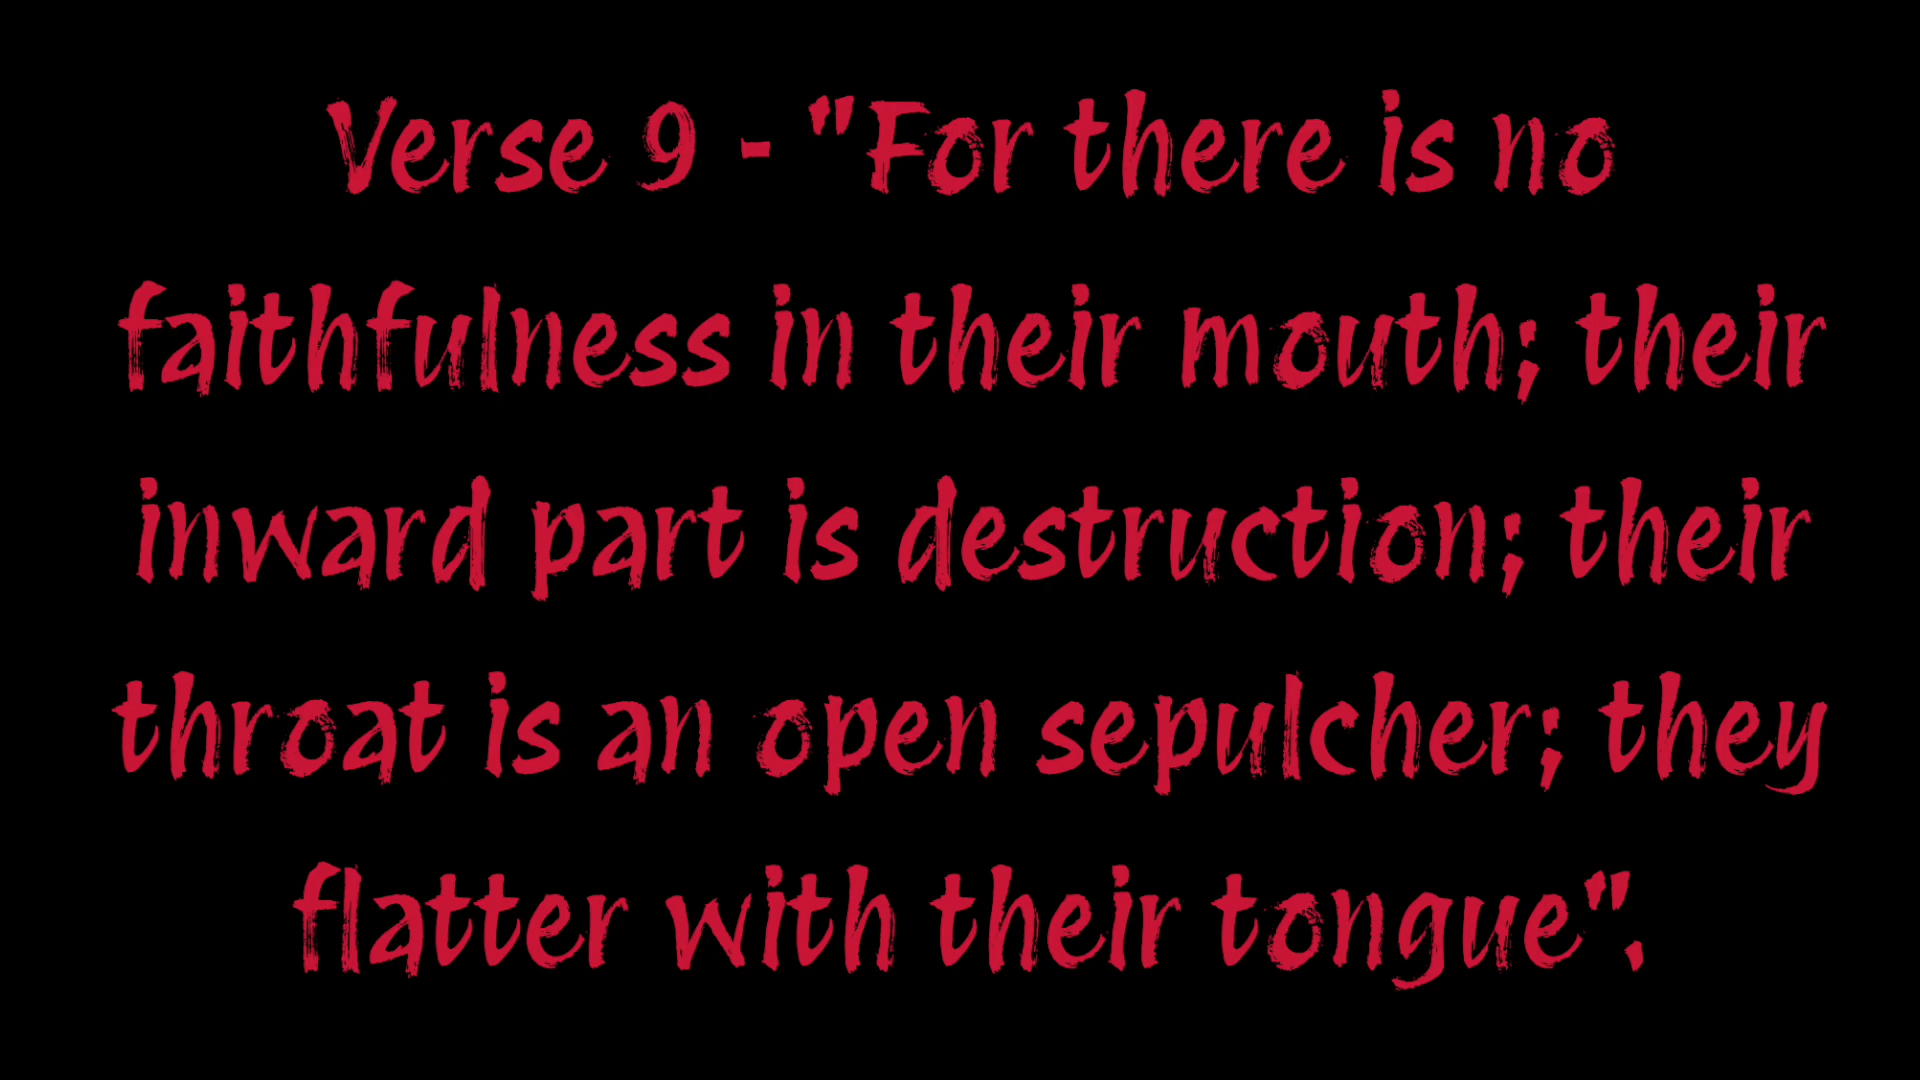 Verse 9 - "For there is no
faithfulness in their mouth; their
inward part is destruction; their
throat is an open sepulcher; they
flatter with their tongue".